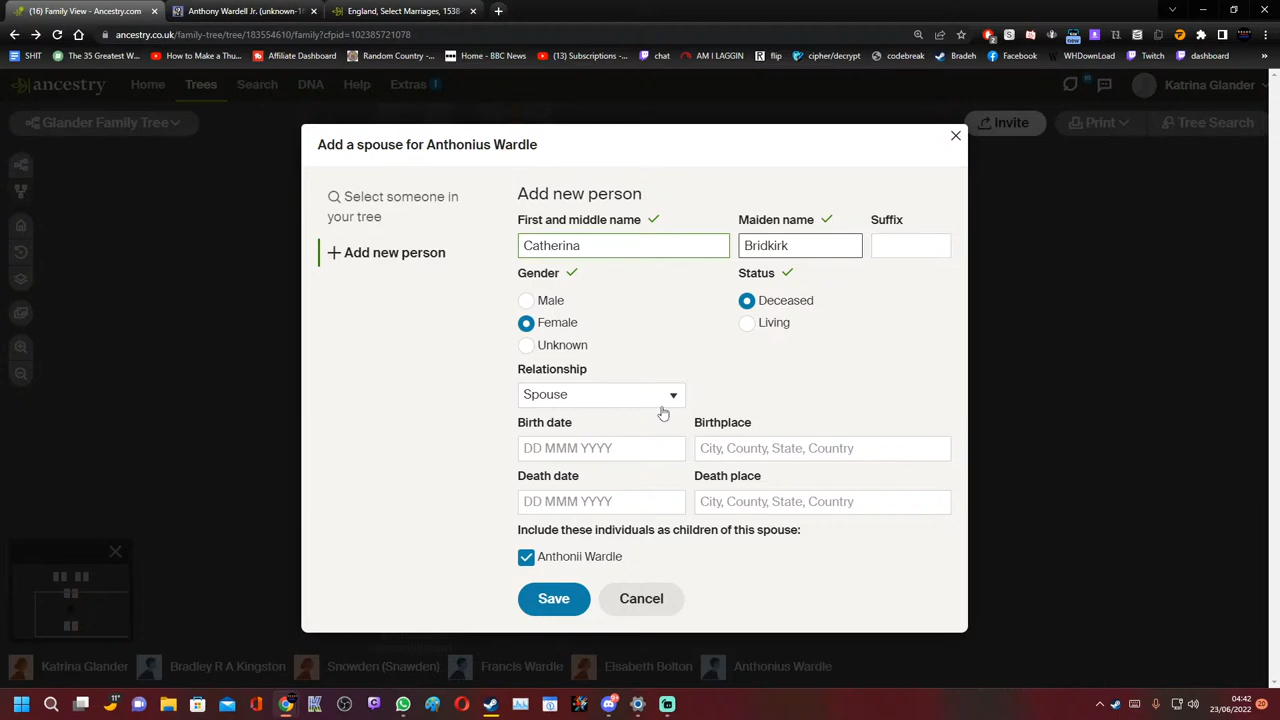 (16) Family View - Ancestry.com
Anthony Wardell Jr. (unknown-16
England, Select Marriages, 1538-
ancestry.co.uk/family-tree/tree/183554610/family?cfpid=102385721078
SHIT
The 35 Greatest W...
How to Make a Thu...
Affiliate Dashboard
Random Country -...
Home - BBC News
(13) Subscriptions -...
chat
AM I LAGGIN
flip
cipher/decrypt
codebreak
Bradeh
Facebook
WHDownload
Twitch
dashboard
ancestry
Home
Trees
Search
DNA
Help
Extras
Katrina Glander
Glander Family Tree
Invite
Print
Tree Search
Add a spouse for Anthonius Wardle
Select someone in
your tree
Add new person
Add new person
First and middle name
Maiden name
Suffix
Catherina
Bridkirk
Gender
Status
Male
Deceased
Female
Living
Unknown
Relationship
Spouse
Birth date
Birthplace
DD MMM YYYY
City, County, State, Country
Death date
Death place
DD MMM YYYY
City, County, State, Country
Include these individuals as children of this spouse:
Anthonii Wardle
Save
Cancel
Katrina Glander
Bradley R A Kingston
Snowden (Snawden)
Francis Wardle
Elsabeth Bolton
Anthonius Wardle
04:42
23/06/2022